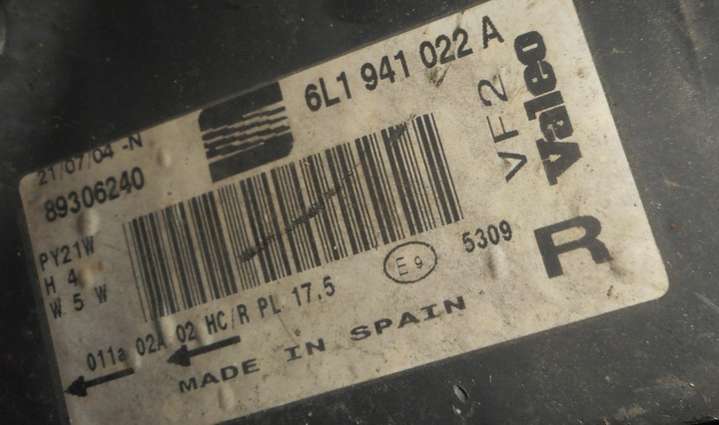 6L1 941 022 A
21/07/04 -N
89306240
VF2
Valeo
PY21W
H 4
W 5 W
E9
5309
R
011a 02A 02 HC/R PL 17,5
MADE IN SPAIN